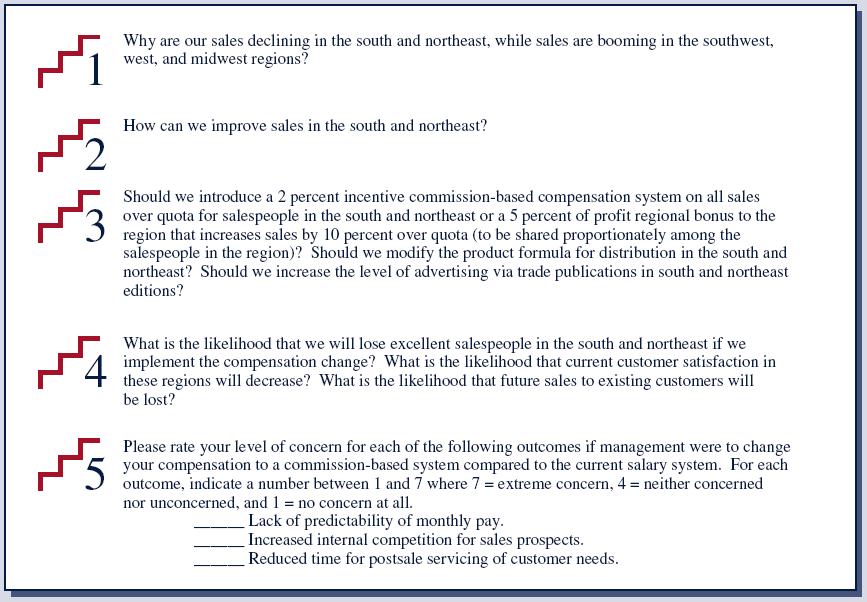 1
Why are our sales declining in the south and northeast, while sales are booming in the southwest,
west, and midwest regions?
2
How can we improve sales in the south and northeast?
3
Should we introduce a 2 percent incentive commission-based compensation system on all sales
over quota for salespeople in the south and northeast or a 5 percent of profit regional bonus to the
region that increases sales by 10 percent over quota (to be shared proportionately among the
salespeople in the region)?  Should we modify the product formula for distribution in the south and
northeast?  Should we increase the level of advertising via trade publications in south and northeast
editions?
4
What is the likelihood that we will lose excellent salespeople in the south and northeast if we
implement the compensation change?  What is the likelihood that current customer satisfaction in
these regions will decrease?  What is the likelihood that future sales to existing customers will
be lost?
5
Please rate your level of concern for each of the following outcomes if management were to change
your compensation to a commission-based system compared to the current salary system.  For each
outcome, indicate a number between 1 and 7 where 7 = extreme concern, 4 = neither concerned
nor unconcerned, and 1 = no concern at all.
______ Lack of predictability of monthly pay.
______ Increased internal competition for sales prospects.
______ Reduced time for postsale servicing of customer needs.